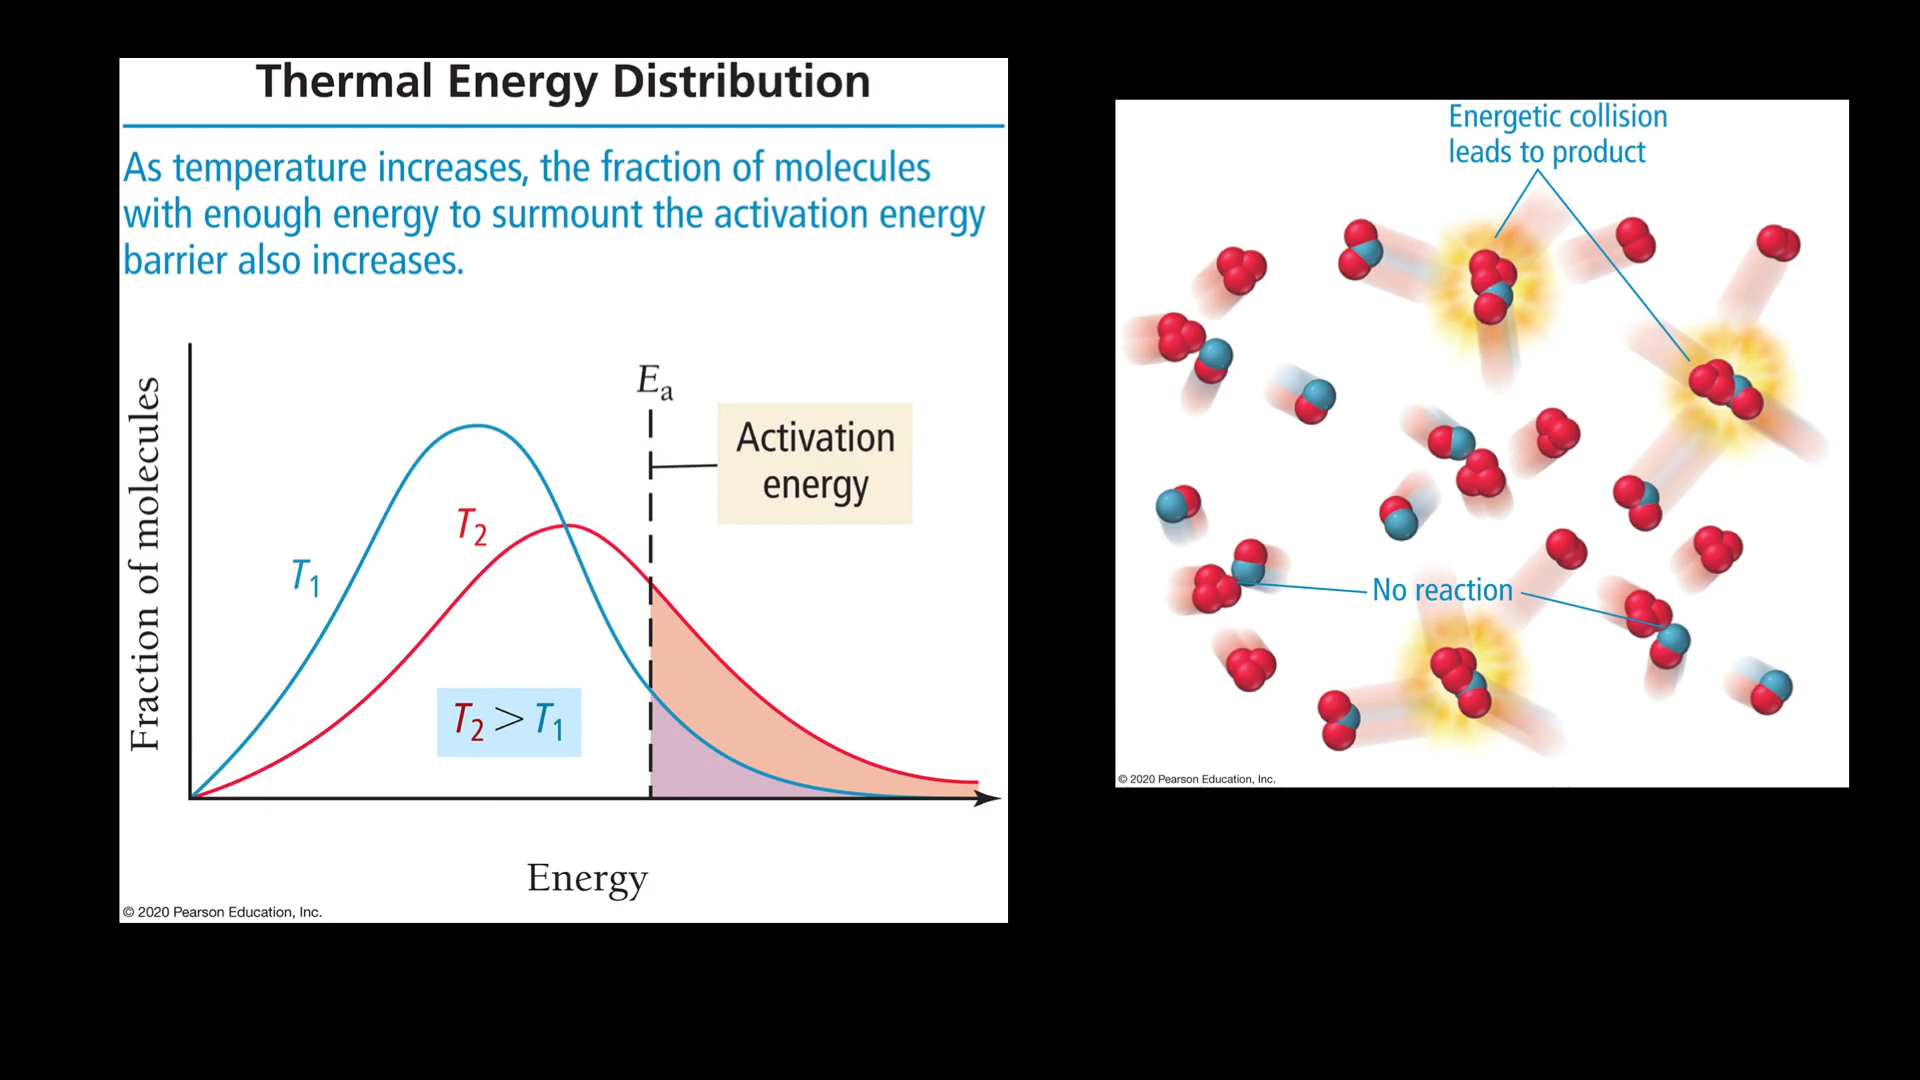 Thermal Energy Distribution
As temperature increases, the fraction of molecules
with enough energy to surmount the activation energy
barrier also increases.
Fraction of molecules
Eₐ
Activation
energy
T₁
T₂
T₂ > T₁
Energy
© 2020 Pearson Education, Inc.
Energetic collision
leads to product
No reaction
© 2020 Pearson Education, Inc.